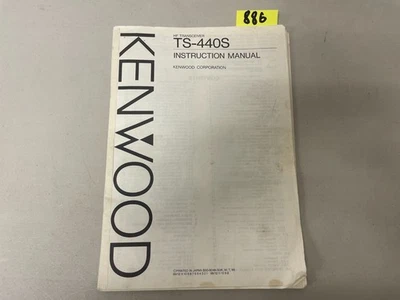 886
HF TRANSCEIVER
TS-440S
INSTRUCTION MANUAL
KENWOOD CORPORATION
KENWOOD